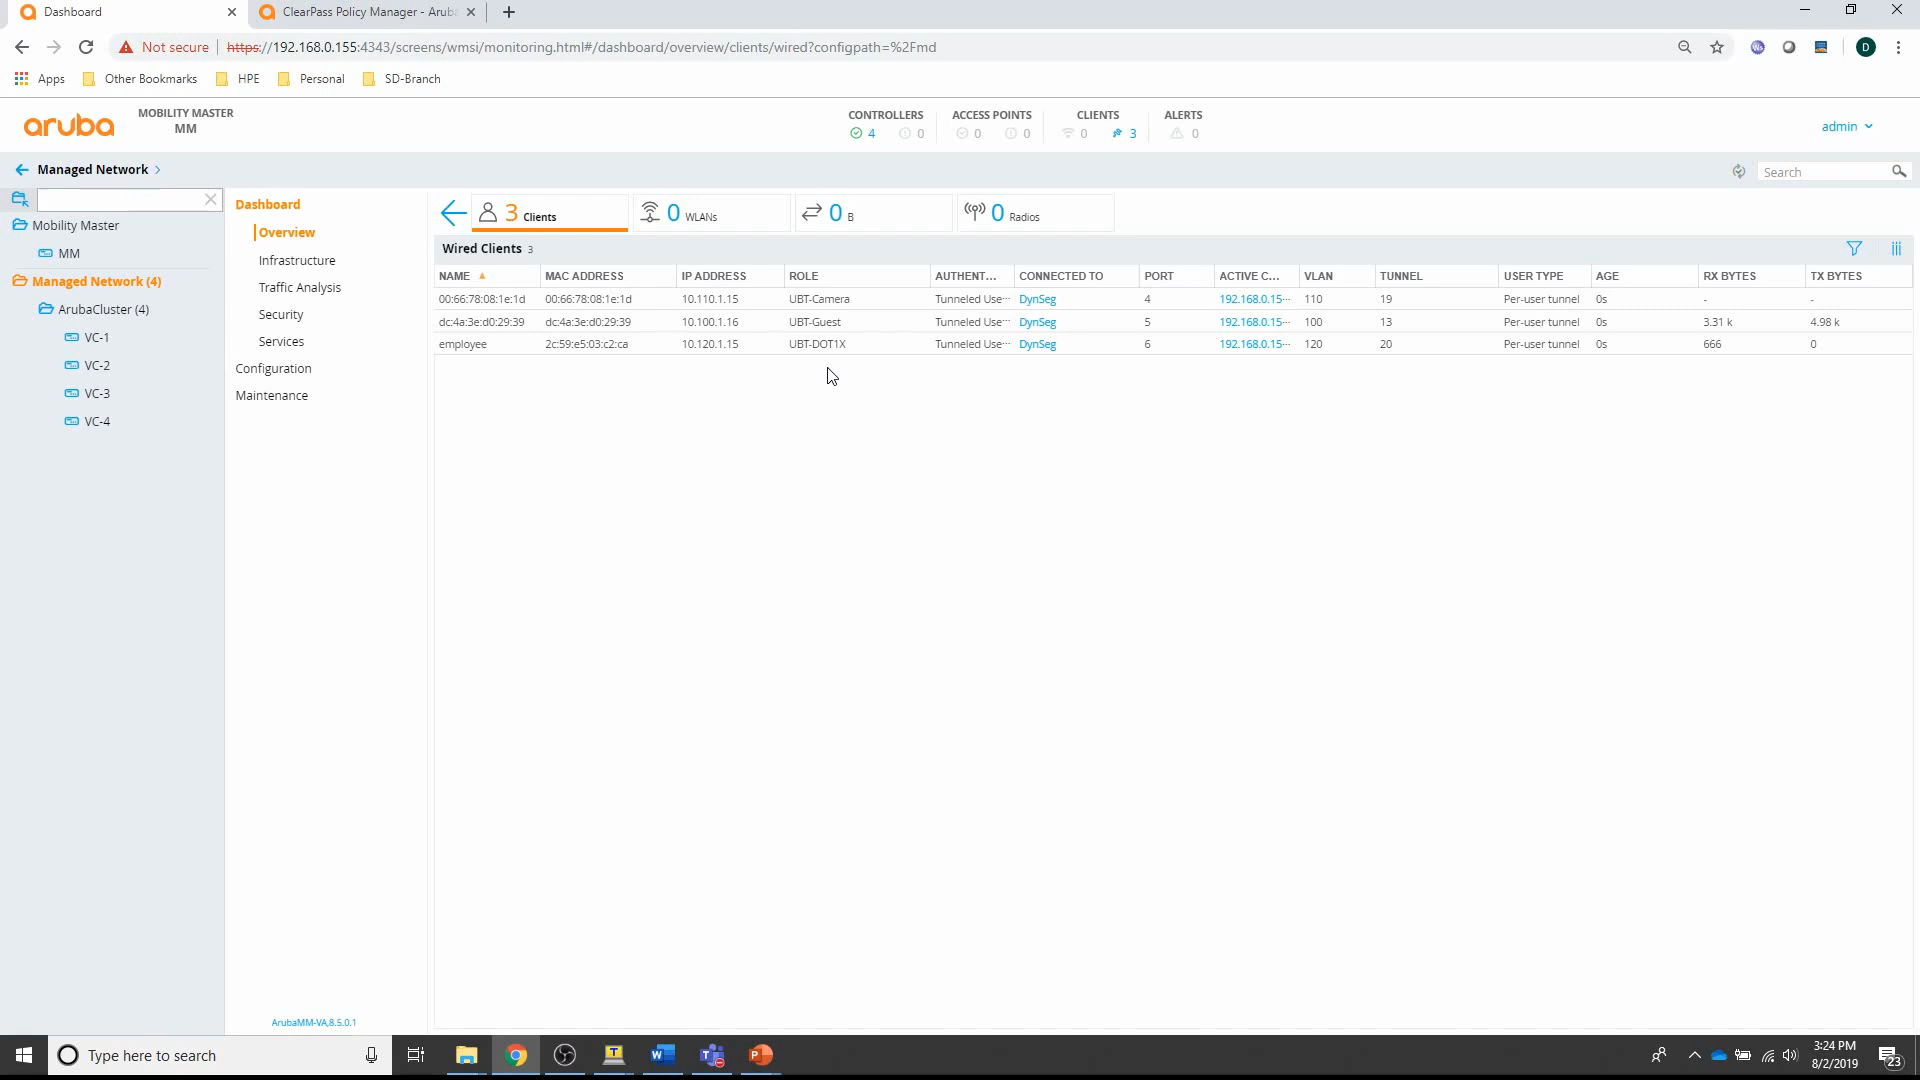 Dashboard
ClearPass Policy Manager - Aruba
Not secure
https://192.168.0.155:4343/screens/wmsi/monitoring.html#/dashboard/overview/clients/wired?configpath=%2Fmd
D
Apps
Other Bookmarks
HPE
Personal
SD-Branch
aruba
MOBILITY MASTER
MM
CONTROLLERS
4 0
ACCESS POINTS
0 0
CLIENTS
0 3
ALERTS
0
admin
Managed Network >
Search
Mobility Master
MM
Managed Network (4)
ArubaCluster (4)
VC-1
VC-2
VC-3
VC-4
Dashboard
Overview
Infrastructure
Traffic Analysis
Security
Services
Configuration
Maintenance
ArubaMM-VA,8.5.0.1
3 Clients
0 WLANs
0 B
0 Radios
Wired Clients 3
NAME MAC ADDRESS IP ADDRESS ROLE AUTHENT... CONNECTED TO PORT ACTIVE C... VLAN TUNNEL USER TYPE AGE RX BYTES TX BYTES
00:66:78:08:1e:1d 00:66:78:08:1e:1d 10.110.1.15 UBT-Camera Tunneled Use... DynSeg 4 192.168.0.15... 110 19 Per-user tunnel 0s - -
dc:4a:3e:d0:29:39 dc:4a:3e:d0:29:39 10.100.1.16 UBT-Guest Tunneled Use... DynSeg 5 192.168.0.15... 100 13 Per-user tunnel 0s 3.31 k 4.98 k
employee 2c:59:e5:03:c2:ca 10.120.1.15 UBT-DOT1X Tunneled Use... DynSeg 6 192.168.0.15... 120 20 Per-user tunnel 0s 666 0
Type here to search
3:24 PM
8/2/2019
23